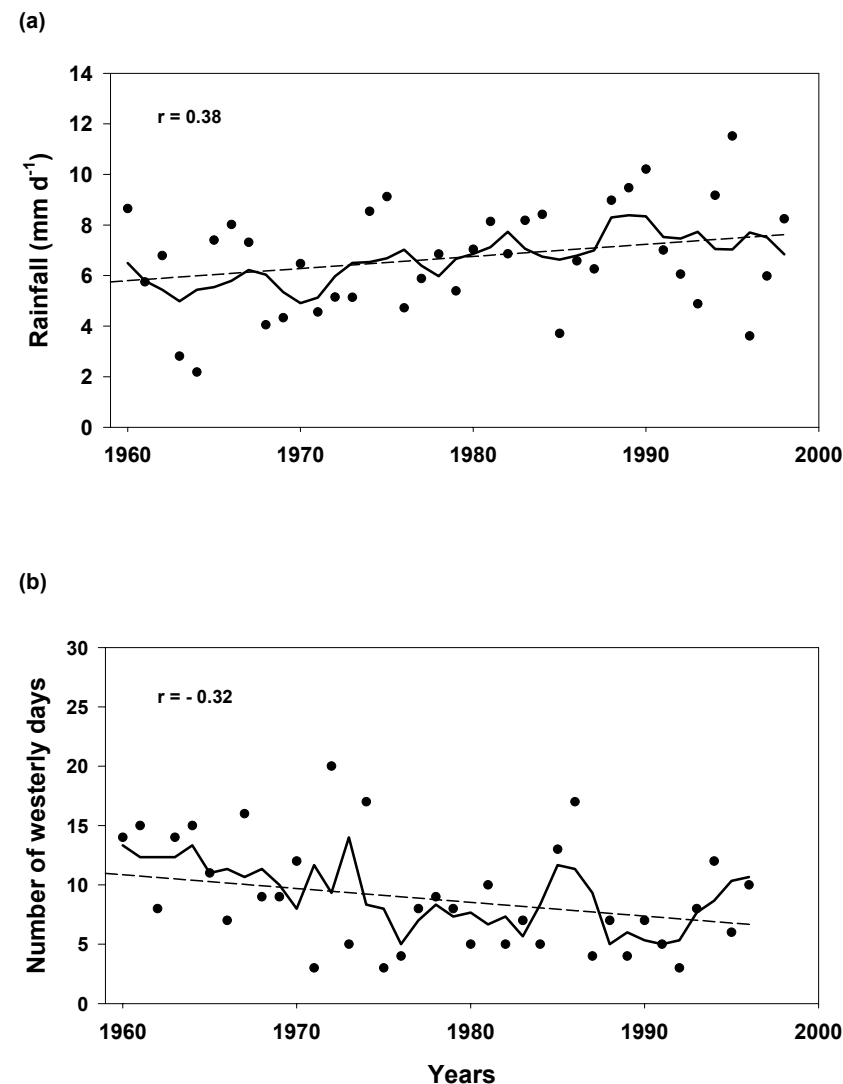 (a)
r = 0.38
Rainfall (mm d⁻¹)
14
12
10
8
6
4
2
0
1960 1970 1980 1990 2000
(b)
r = - 0.32
Number of westerly days
30
25
20
15
10
5
0
1960 1970 1980 1990 2000
Years